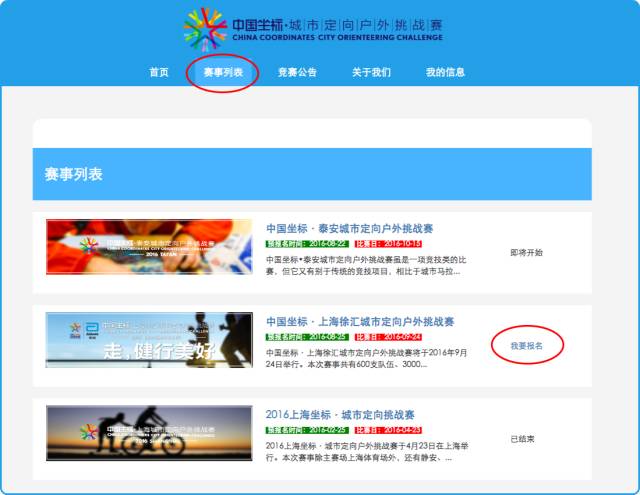 中国坐标·城市定向户外挑战赛
CHINA COORDINATES CITY ORIENTEERING CHALLENGE
首页 赛事列表 竞赛公告 关于我们 我的信息
赛事列表
中国坐标·泰安城市定向户外挑战赛
CHINA COORDINATES CITY ORIENTEERING CHALLENGE
2016 TAIAN
中国坐标·泰安城市定向户外挑战赛
预报名时间：2016-08-22 比赛日：2016-10-15
中国坐标•泰安城市定向户外挑战赛虽是一项竞技类的比
赛，但它又有别于传统的竞技项目，相比于城市马拉...
即将开始
走,健行美好
中国坐标·上海徐汇城市定向户外挑战赛
预报名时间：2016-08-25 比赛日：2016-09-24
中国坐标·上海徐汇城市定向户外挑战赛将于2016年9月
24日举行。本次赛事共有600支队伍、3000...
我要报名
中国坐标·上海城市定向户外挑战赛
CHINA COORDINATES CITY ORIENTEERING CHALLENGE
2016上海坐标·城市定向挑战赛
预报名时间：2016-02-25 比赛日：2016-04-23
2016上海坐标·城市定向户外挑战赛于4月23日在上海举
行。本次赛事除主赛场上海体育场外，还有静安、...
已结束